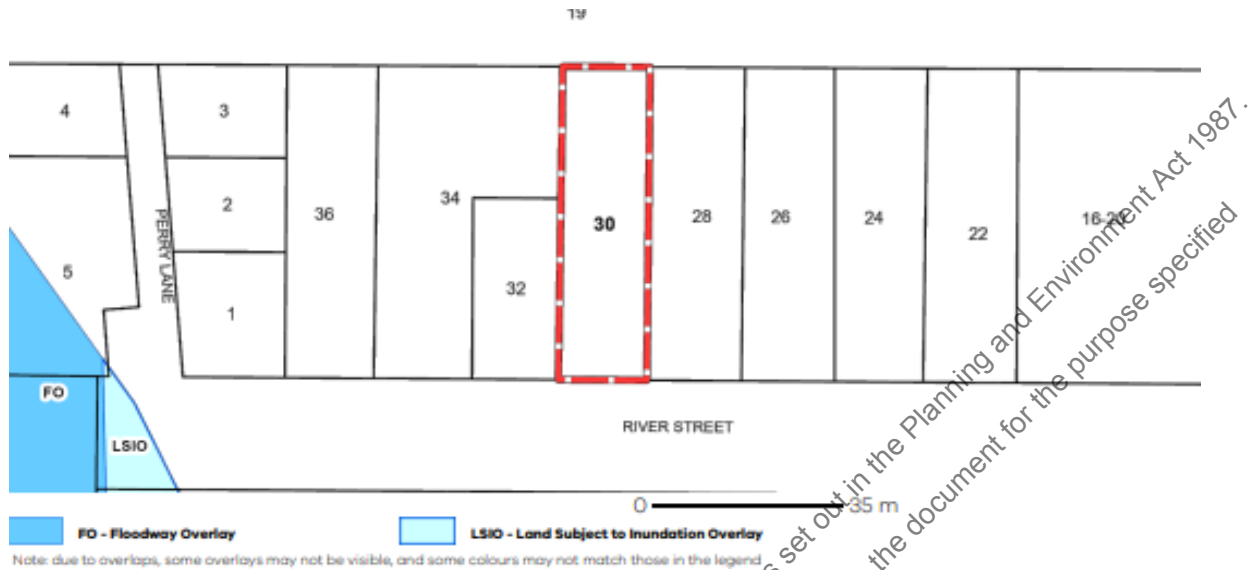 19
4
3
2
36
34
30
28
26
24
22
5
PERRY LANE
1
32
FO
LSIO
RIVER STREET
0 35 m
FO - Floodway Overlay
LSIO - Land Subject to Inundation Overlay
Note: due to overlaps, some overlays may not be visible, and some colours may not match those in the legend
s set out in the Planning and Environment Act 1987.
the document for the purpose specified